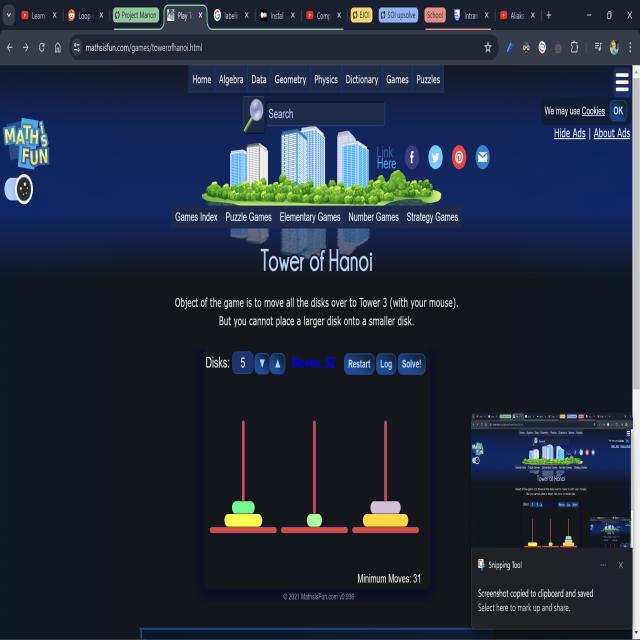 Learn
Loop
Project Marion
Play T
labeli
Instal
Comp
EJOI
SOI upsolve
School
Intran
Aliaks
mathsisfun.com/games/towerofhanoi.html
Home Algebra Data Geometry Physics Dictionary Games Puzzles
Search
We may use Cookies OK
Hide Ads | About Ads
MATHS
FUN
Link
Here
Games Index Puzzle Games Elementary Games Number Games Strategy Games
Tower of Hanoi
Object of the game is to move all the disks over to Tower 3 (with your mouse).
But you cannot place a larger disk onto a smaller disk.
Disks: 5 ▼ ▲ Moves: 52 Restart Log Solve!
Minimum Moves: 31
© 2021 MathsIsFun.com v0.936
Snipping Tool
Screenshot copied to clipboard and saved
Select here to mark up and share.